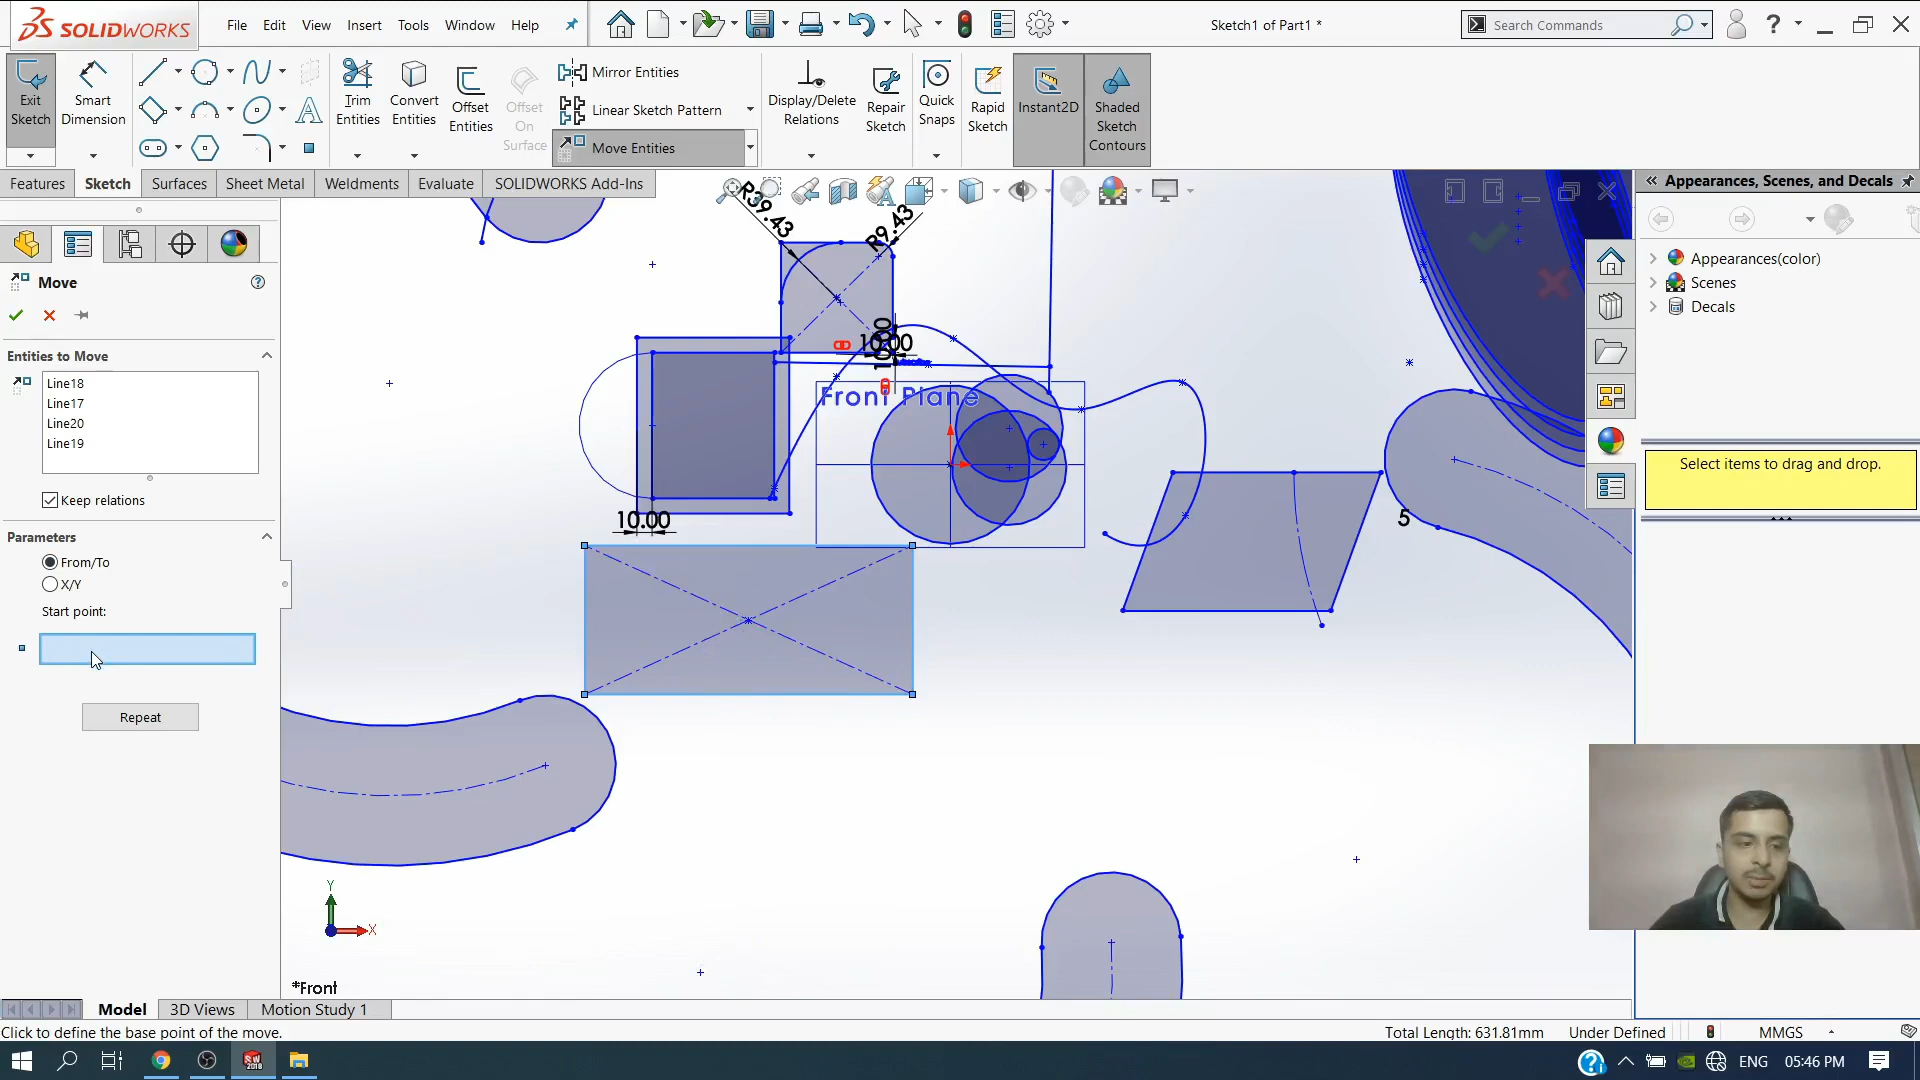 SOLIDWORKS
File Edit View Insert Tools Window Help
Sketch1 of Part1 *
Search Commands
Exit Sketch
Smart Dimension
Trim Entities
Convert Entities
Offset Entities
Offset On Surface
Mirror Entities
Linear Sketch Pattern
Move Entities
Display/Delete Relations
Repair Sketch
Quick Snaps
Rapid Sketch
Instant2D
Shaded Sketch Contours
Features Sketch Surfaces Sheet Metal Weldments Evaluate SOLIDWORKS Add-Ins
Appearances, Scenes, and Decals
Appearances(color)
Scenes
Decals
Select items to drag and drop.
Move
Entities to Move
Line18
Line17
Line20
Line19
Keep relations
Parameters
From/To
X/Y
Start point:
Repeat
R39.43
R9.43
10.00
10.00
Front Plane
10.00
5
Y
X
*Front
Model 3D Views Motion Study 1
Click to define the base point of the move.
Total Length: 631.81mm Under Defined MMGS
SW
2018
ENG 05:46 PM